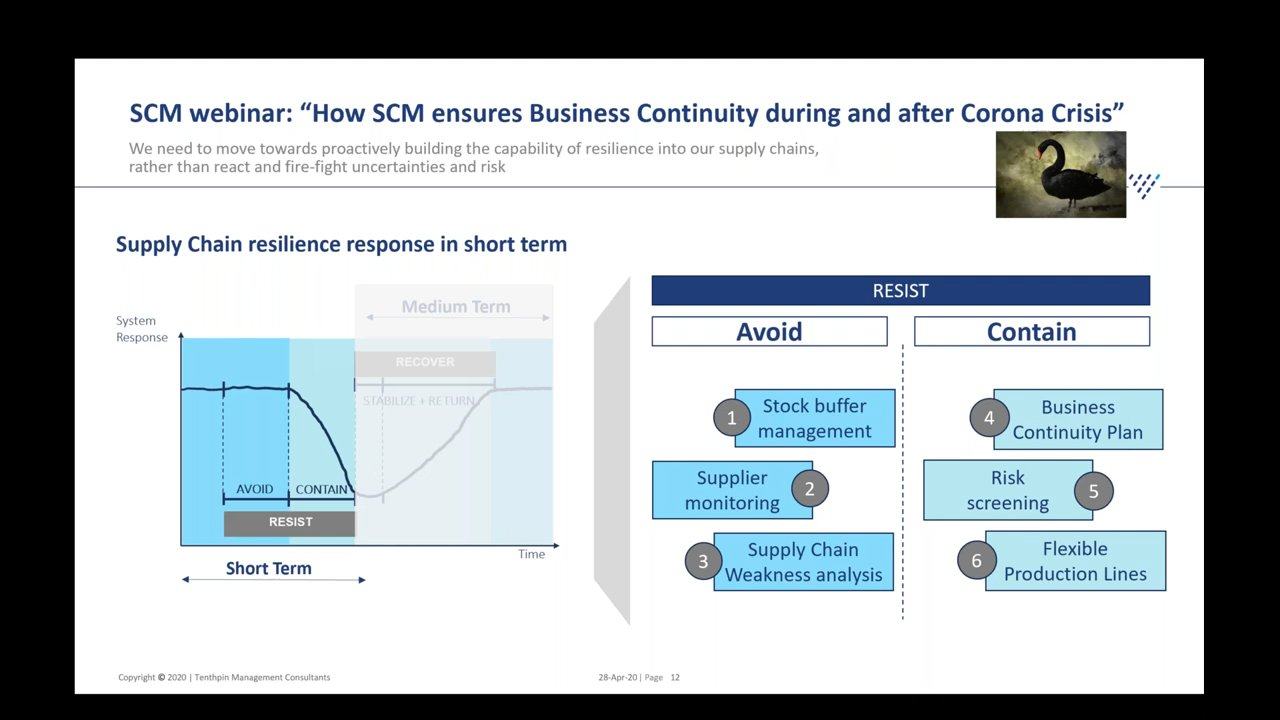 SCM webinar: “How SCM ensures Business Continuity during and after Corona Crisis”
We need to move towards proactively building the capability of resilience into our supply chains,
rather than react and fire-fight uncertainties and risk
Supply Chain resilience response in short term
System
Response
Medium Term
RECOVER
STABILIZE + RETURN
AVOID
CONTAIN
RESIST
Time
Short Term
RESIST
Avoid
Contain
1
Stock buffer
management
Supplier
monitoring
2
3
Supply Chain
Weakness analysis
4
Business
Continuity Plan
Risk
screening
5
6
Flexible
Production Lines
Copyright © 2020 | Tenthpin Management Consultants
28-Apr-20 | Page 12